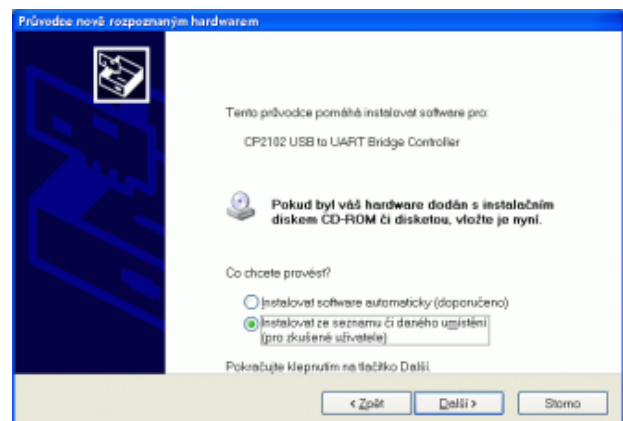 Průvodce nově rozpoznaným hardwarem
Tento průvodce pomáhá instalovat software pro:
CP2102 USB to UART Bridge Controller
Pokud byl váš hardware dodán s instalačním
diskem CD-ROM či disketou, vložte je nyní.
Co chcete provést?
Instalovat software automaticky (doporučeno)
Instalovat ze seznamu či daného umístění
(pro zkušené uživatele)
Pokračujte klepnutím na tlačítko Další.
< Zpět
Další >
Storno